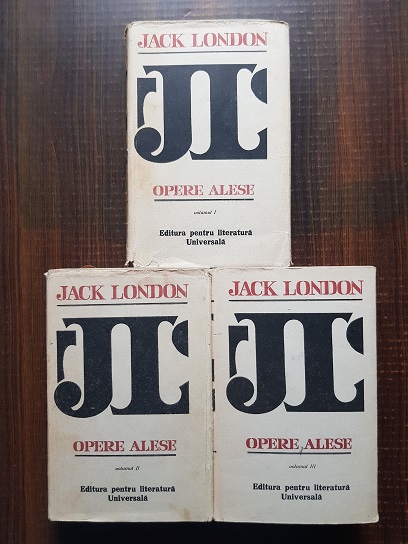 JACK LONDON
JL
OPERE ALESE
volumul I
Editura pentru literatură
Universală
JACK LONDON
JL
OPERE ALESE
volumul II
Editura pentru literatură
Universală
JACK LONDON
JL
OPERE ALESE
volumul III
Editura pentru literatură
Universală